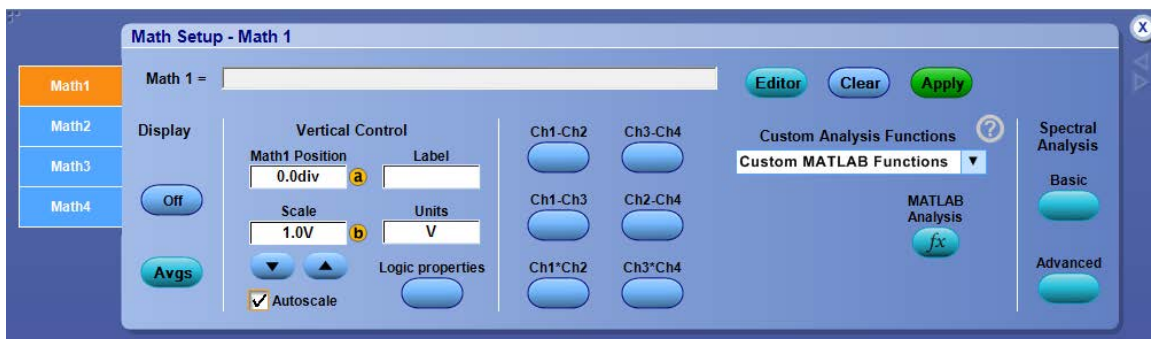 Math Setup - Math 1
X
Math1
Math2
Math3
Math4
Math 1 =
Editor
Clear
Apply
Display
Off
Avgs
Vertical Control
Math1 Position
Label
0.0div
a
Scale
Units
1.0V
b
V
Logic properties
Autoscale
Ch1-Ch2
Ch3-Ch4
Ch1-Ch3
Ch2-Ch4
Ch1*Ch2
Ch3*Ch4
Custom Analysis Functions
?
Custom MATLAB Functions
MATLAB
Analysis
fx
Spectral
Analysis
Basic
Advanced